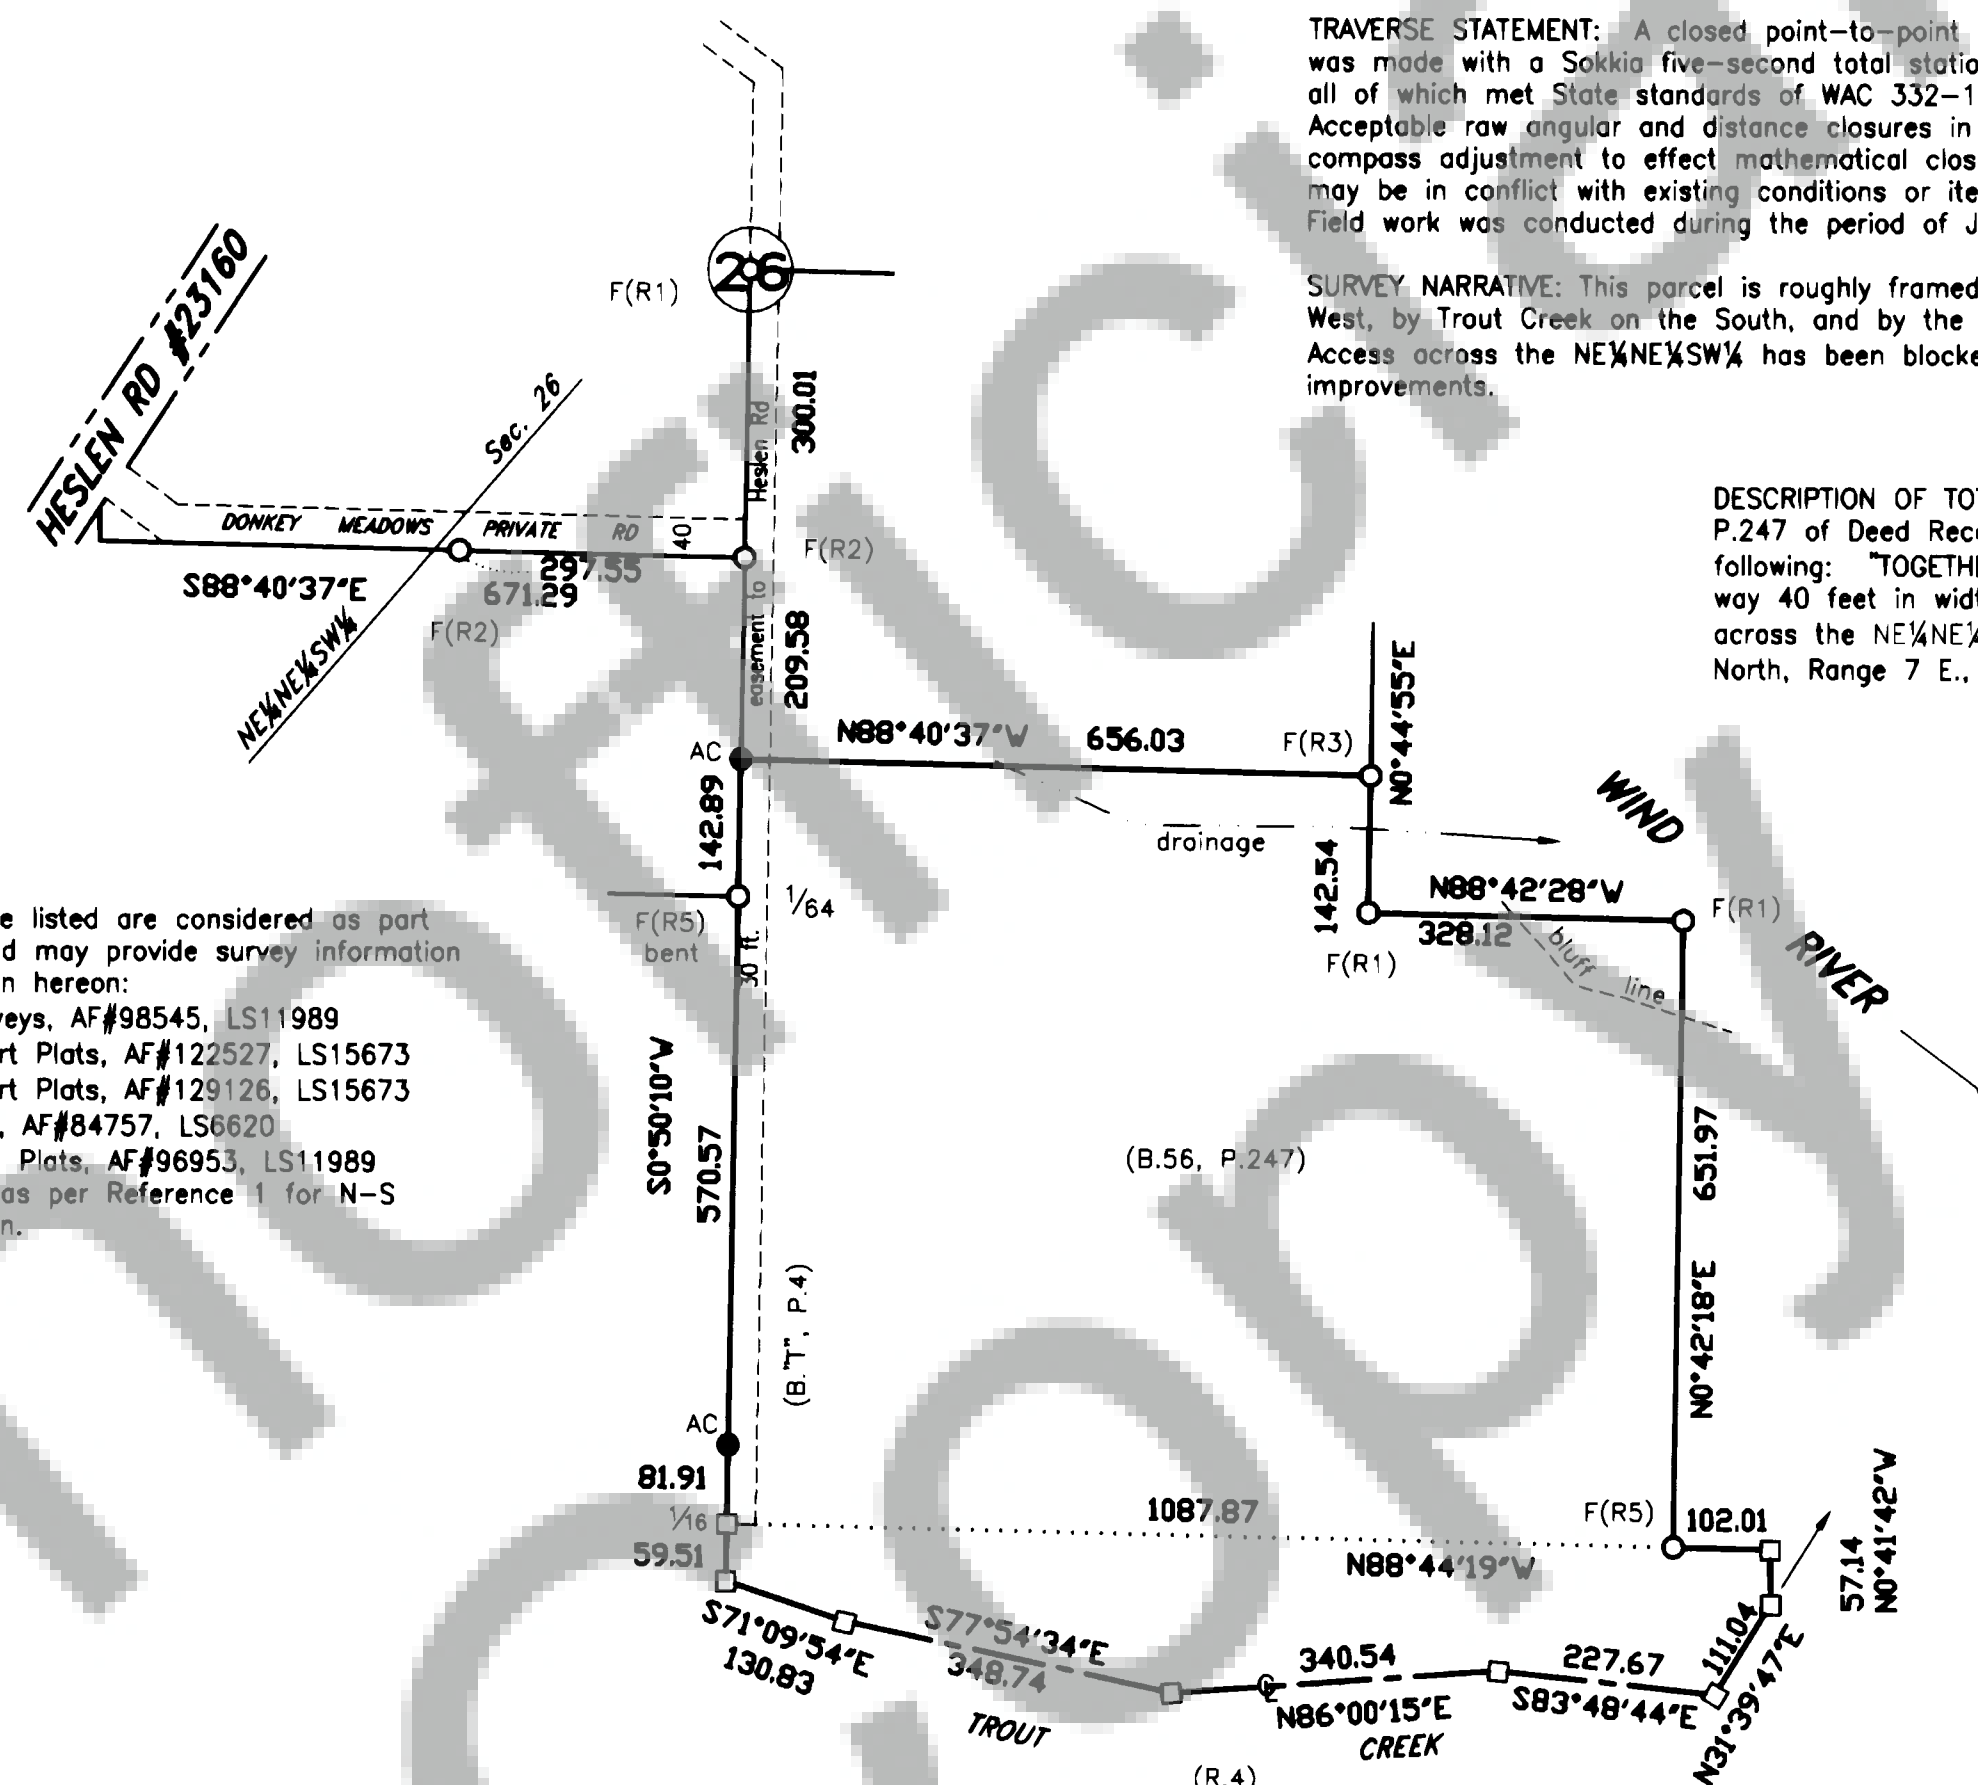 TRAVERSE STATEMENT: A closed point-to-point
was made with a Sokkia five-second total statio
all of which met State standards of WAC 332-1
Acceptable raw angular and distance closures in
compass adjustment to effect mathematical clos
may be in conflict with existing conditions or ite
Field work was conducted during the period of J
SURVEY NARRATIVE: This parcel is roughly framed
West, by Trout Creek on the South, and by the
Access across the NE¼NE¼SW¼ has been blocke
improvements.
26
F(R1)
HESLEN RD #23160
Sec. 26
NE¼NE¼SW¼
300.01
Heslen Rd
easement to
DONKEY MEADOWS PRIVATE RD
40
F(R2)
297.55
S88°40'37"E
671.29
F(R2)
209.58
DESCRIPTION OF TOT
P.247 of Deed Reco
following: "TOGETHE
way 40 feet in widt
across the NE¼NE¼
North, Range 7 E.,
AC
N88°40'37"W 656.03
F(R3)
N0°44'55"E
142.89
drainage
142.54
WIND RIVER
N88°42'28"W
328.12
F(R1)
F(R1)
bluff line
1/64
F(R5)
bent
30 ft.
e listed are considered as part
d may provide survey information
n hereon:
veys, AF#98545, LS11989
rt Plats, AF#122527, LS15673
rt Plats, AF#129126, LS15673
, AF#84757, LS6620
Plats, AF#96953, LS11989
as per Reference 1 for N-S
n.
S0°50'10"W
570.57
(B.56, P.247)
651.97
N0°42'18"E
(B."T", P.4)
AC
81.91
1/16
59.51
1087.87
N88°44'19"W
F(R5)
102.01
57.14
N0°41'42"W
S71°09'54"E
130.83
S77°54'34"E
348.74
340.54
N86°00'15"E
227.67
S83°48'44"E
111.04
N31°39'47"E
TROUT CREEK
(R.4)
Unofficial
Copy